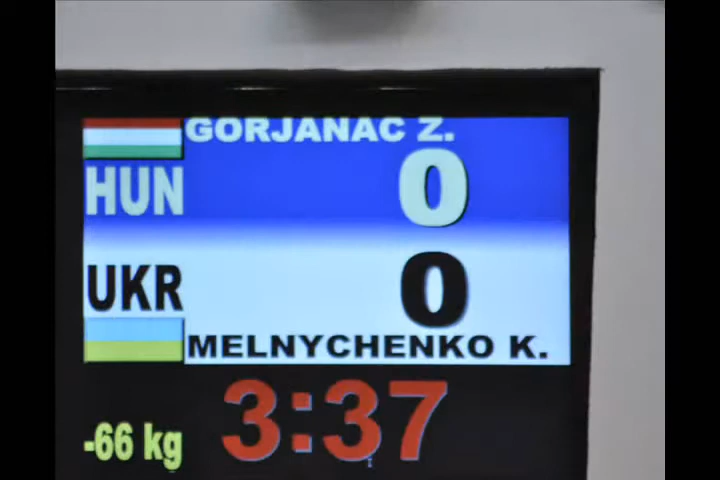 GORJANAC Z.
HUN 0
UKR 0
MELNYCHENKO K.
-66 kg 3:37